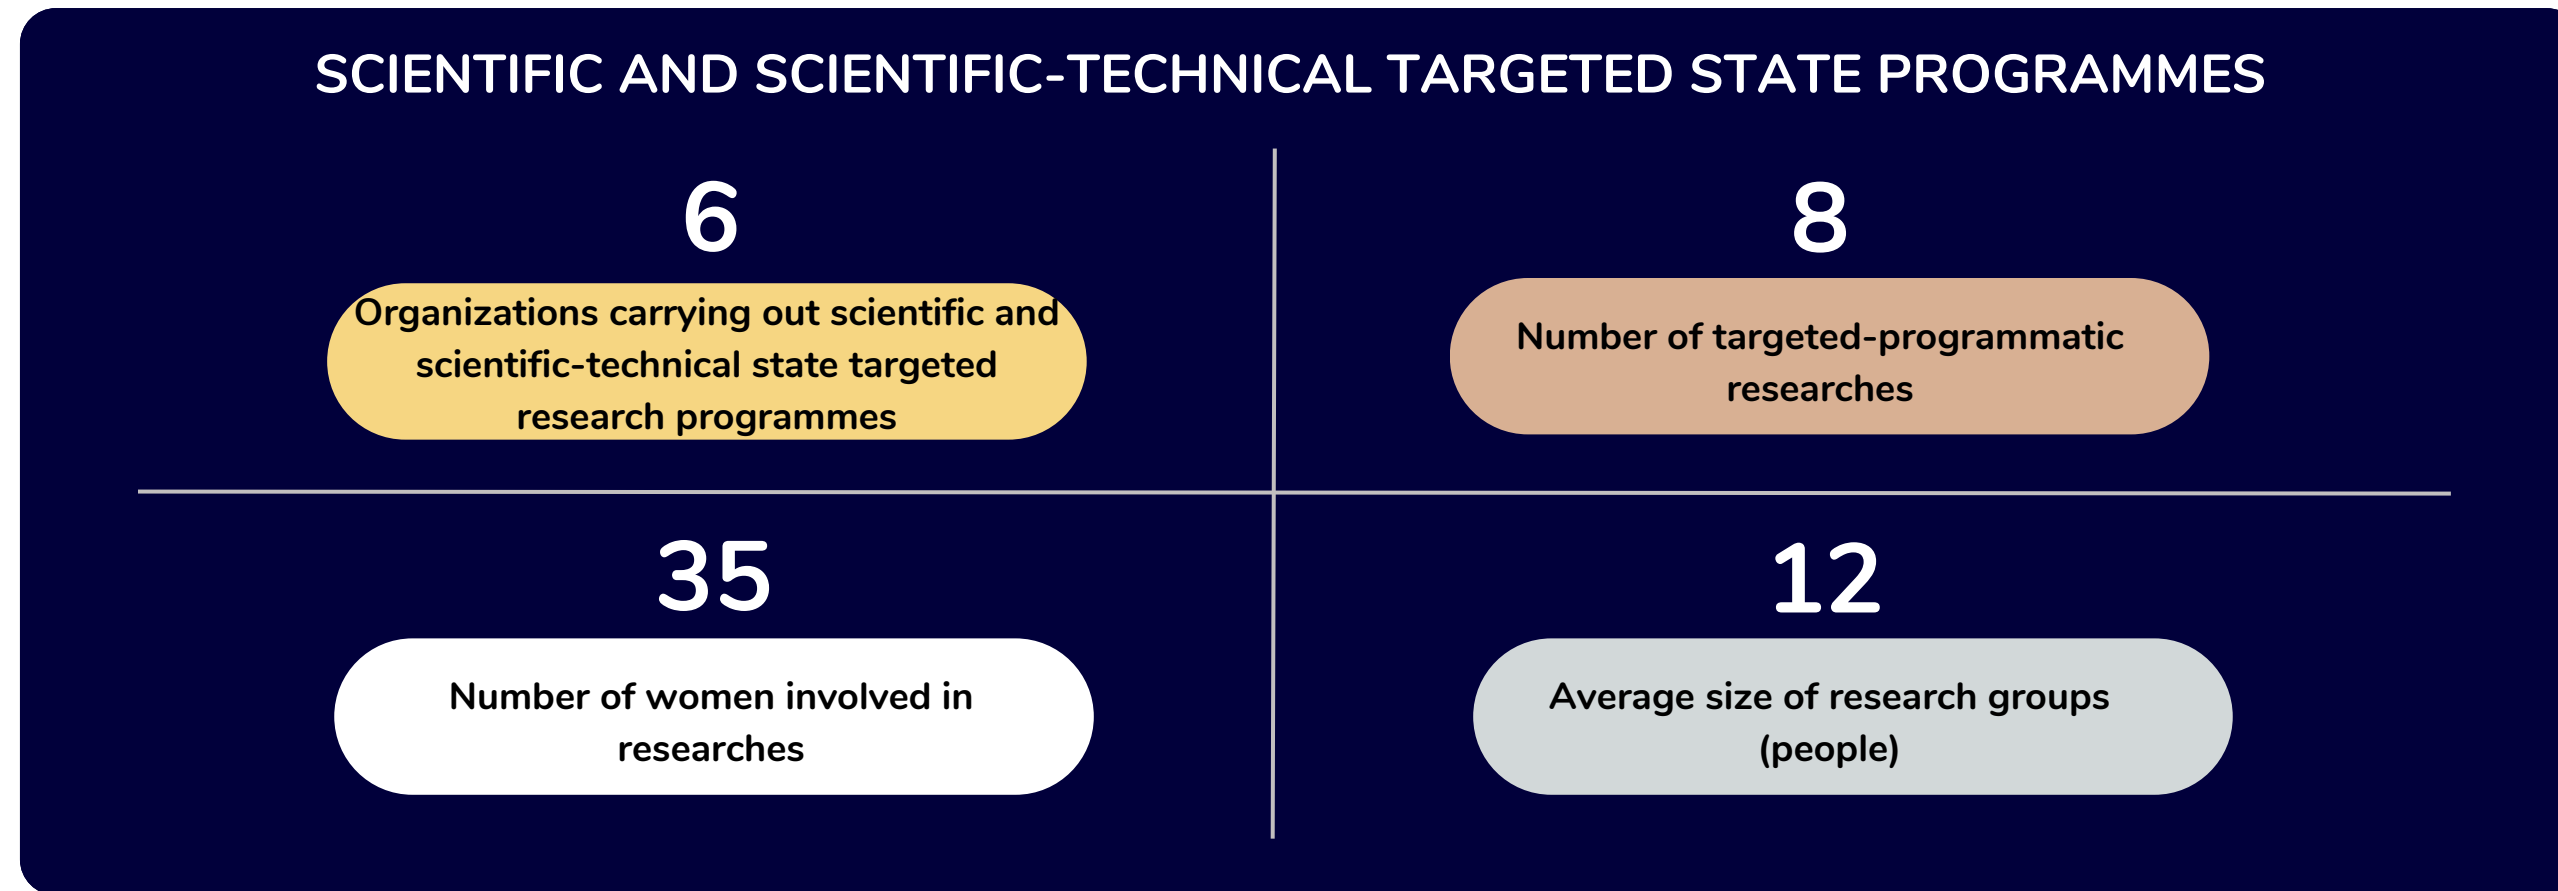 SCIENTIFIC AND SCIENTIFIC-TECHNICAL TARGETED STATE PROGRAMMES
6
Organizations carrying out scientific and
scientific-technical state targeted
research programmes
8
Number of targeted-programmatic
researches
35
Number of women involved in
researches
12
Average size of research groups
(people)